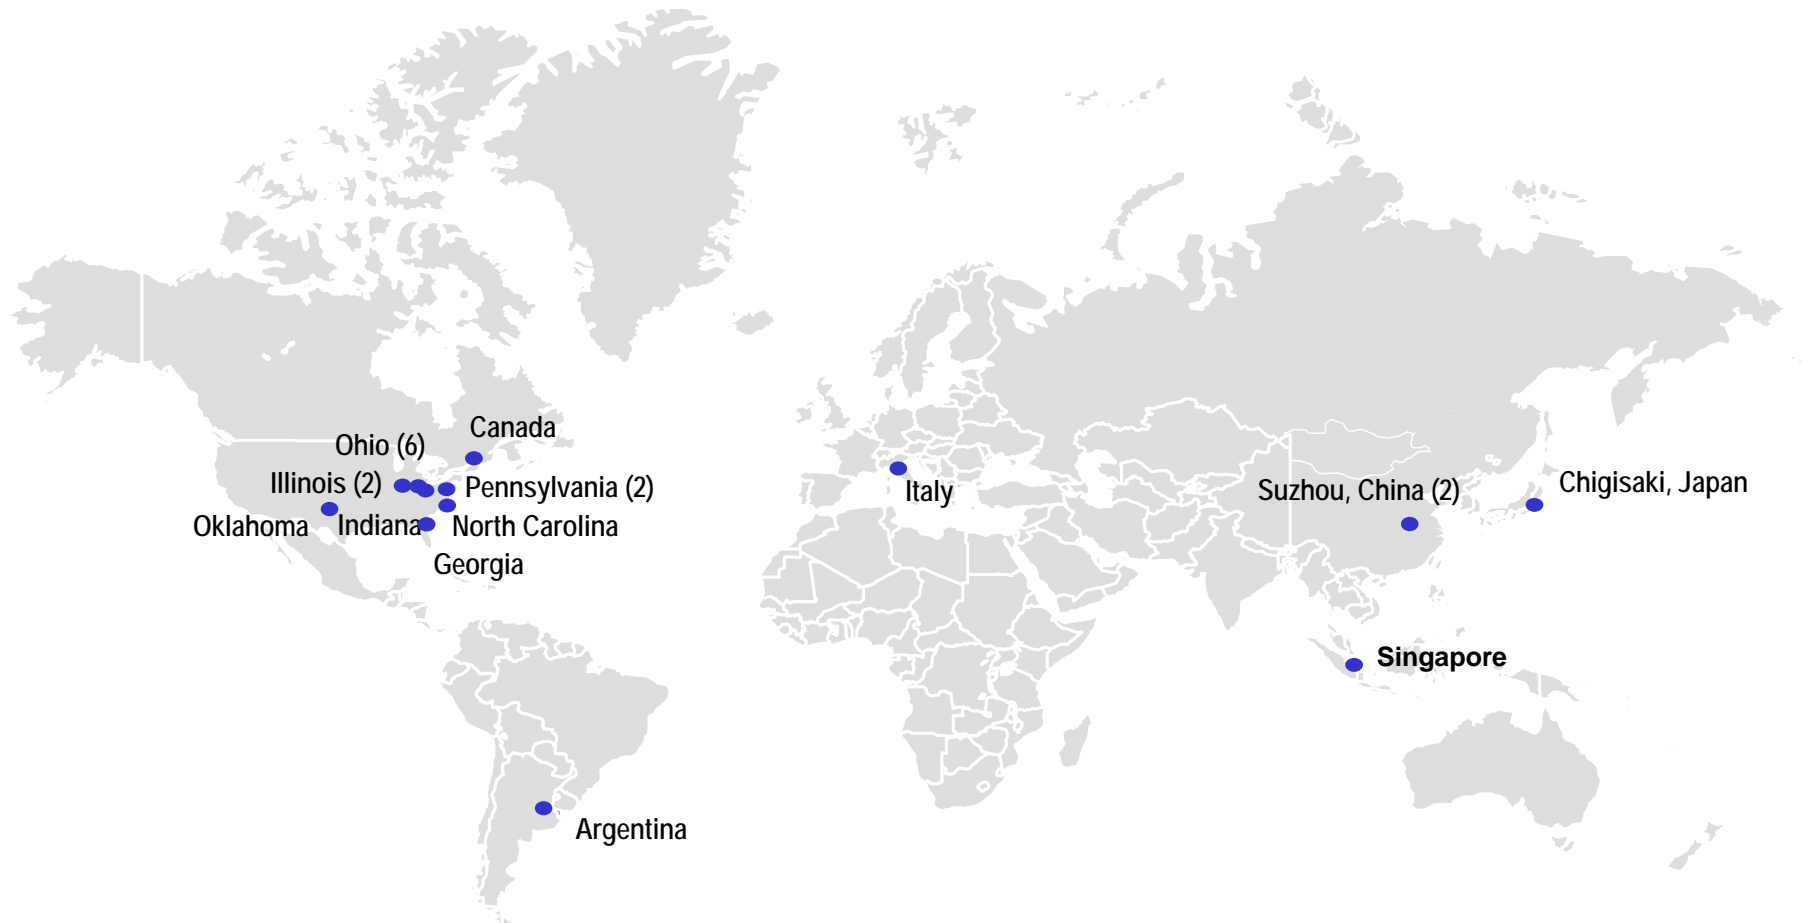 Canada
Ohio (6)
Illinois (2)
Pennsylvania (2)
Oklahoma
Indiana
North Carolina
Georgia
Italy
Suzhou, China (2)
Chigisaki, Japan
Singapore
Argentina